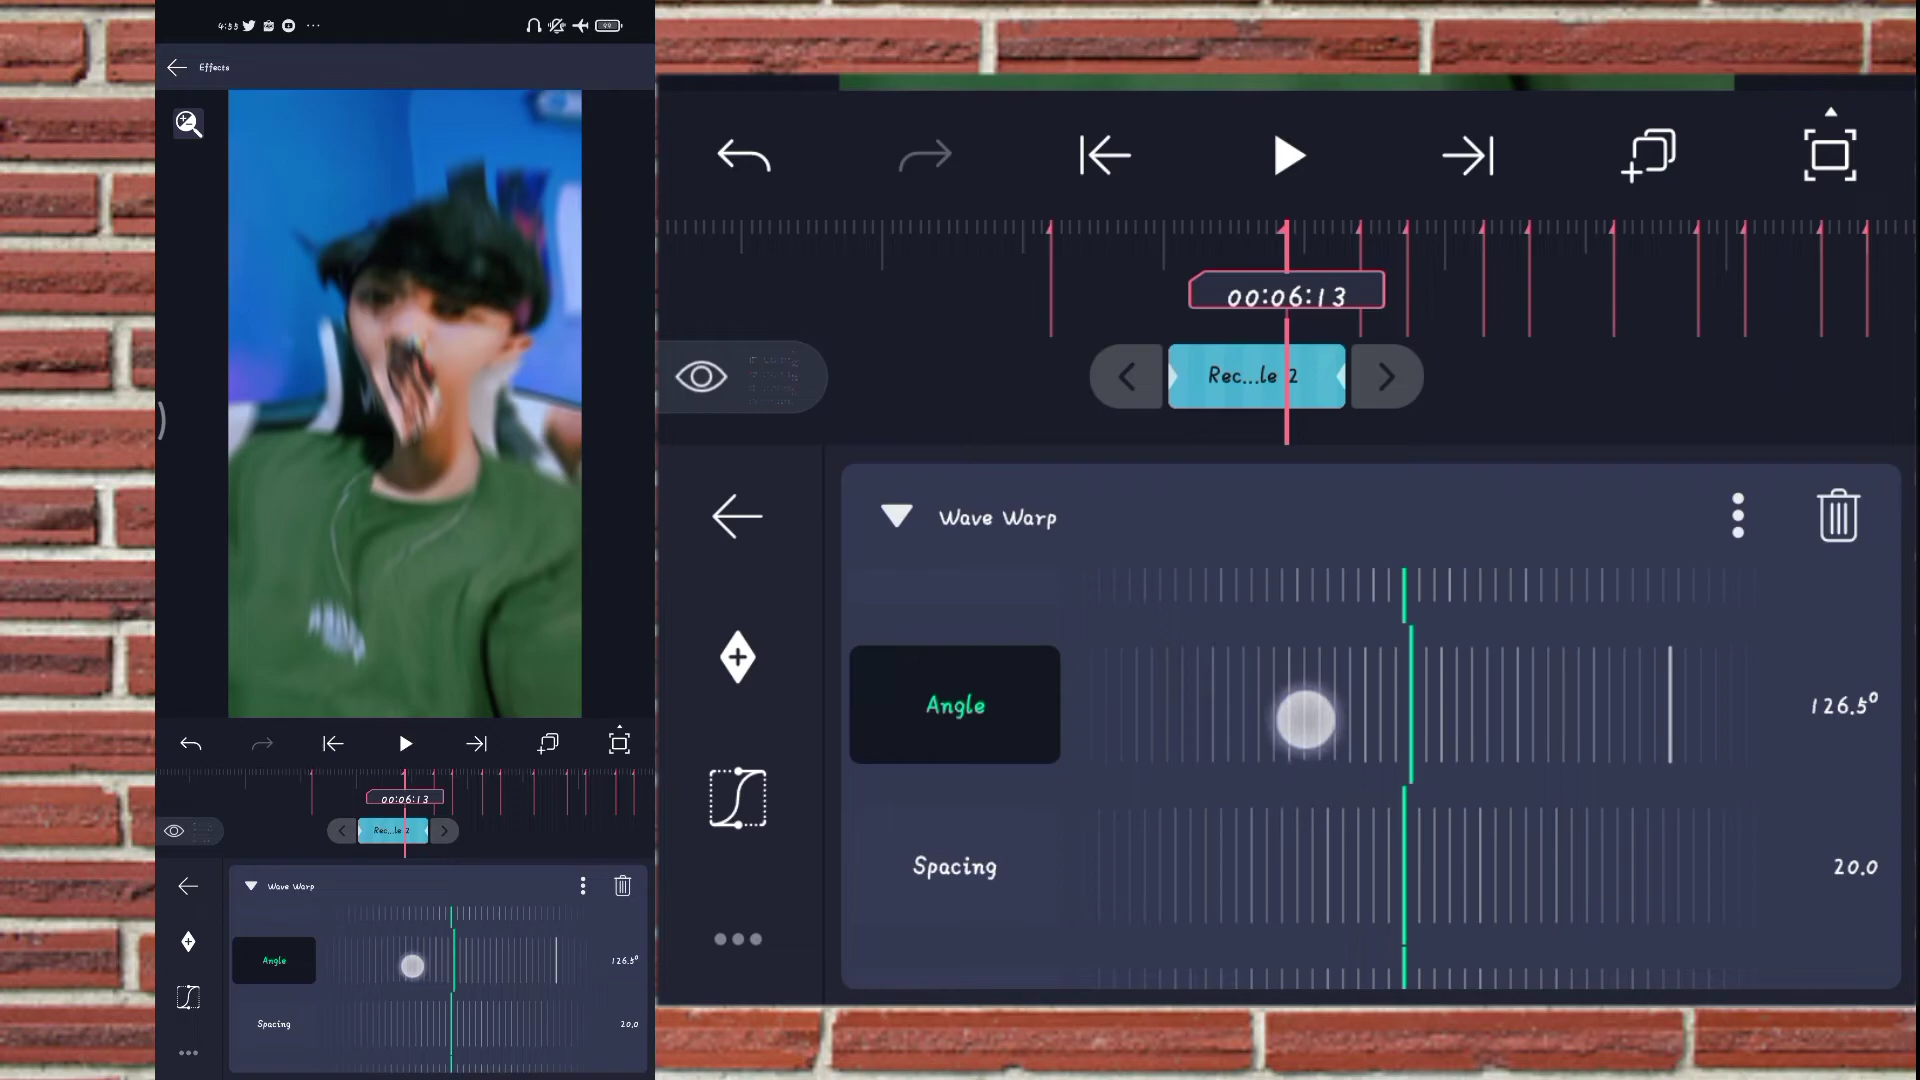 4:55
99
Effects
00:06:13
Rec...le 2
Wave Warp
Angle
126.5°
Spacing
20.0
00:06:13
Rec...le 2
Wave Warp
Angle
126.5°
Spacing
20.0